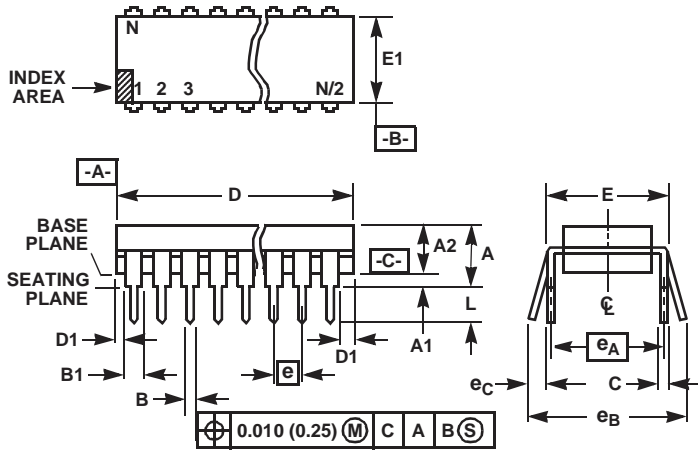 N
E1
INDEX
AREA
1 2 3 N/2
-B-
-A-
D
E
BASE
PLANE
A2
A
-C-
SEATING
PLANE
L
CL
D1
A1
D1
eA
B1
e
eC
C
B
eB
⌖ 0.010 (0.25) Ⓜ C A B Ⓢ